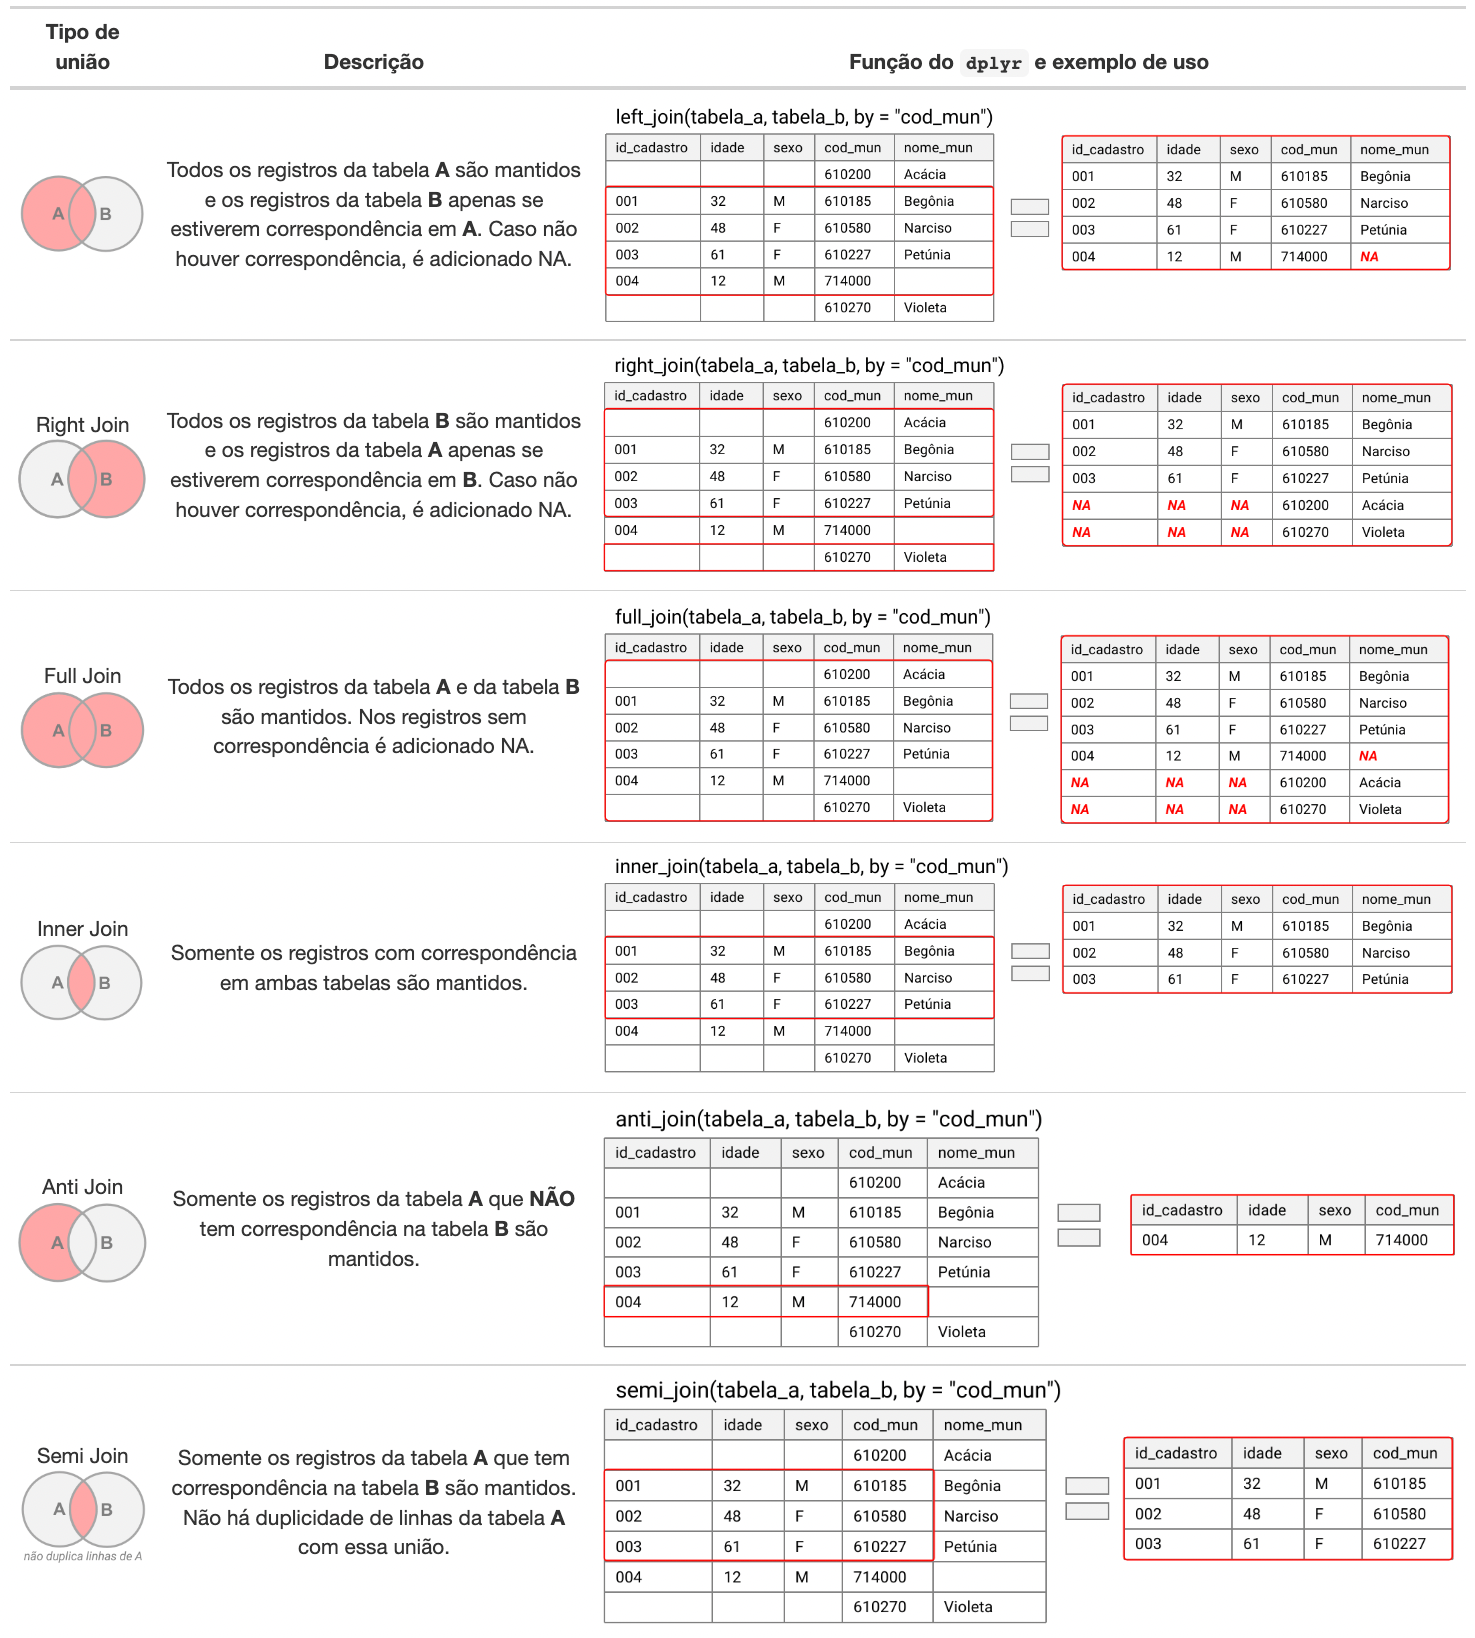 Tipo de
união
Descrição
Função do dplyr e exemplo de uso
A B
Todos os registros da tabela A são mantidos
e os registros da tabela B apenas se
estiverem correspondência em A. Caso não
houver correspondência, é adicionado NA.
left_join(tabela_a, tabela_b, by = "cod_mun")
id_cadastro idade sexo cod_mun nome_mun
610200 Acácia
001 32 M 610185 Begônia
002 48 F 610580 Narciso
003 61 F 610227 Petúnia
004 12 M 714000
610270 Violeta
id_cadastro idade sexo cod_mun nome_mun
001 32 M 610185 Begônia
002 48 F 610580 Narciso
003 61 F 610227 Petúnia
004 12 M 714000 NA
Right Join
A B
Todos os registros da tabela B são mantidos
e os registros da tabela A apenas se
estiverem correspondência em B. Caso não
houver correspondência, é adicionado NA.
right_join(tabela_a, tabela_b, by = "cod_mun")
id_cadastro idade sexo cod_mun nome_mun
610200 Acácia
001 32 M 610185 Begônia
002 48 F 610580 Narciso
003 61 F 610227 Petúnia
004 12 M 714000
610270 Violeta
id_cadastro idade sexo cod_mun nome_mun
001 32 M 610185 Begônia
002 48 F 610580 Narciso
003 61 F 610227 Petúnia
NA NA NA 610200 Acácia
NA NA NA 610270 Violeta
Full Join
A B
Todos os registros da tabela A e da tabela B
são mantidos. Nos registros sem
correspondência é adicionado NA.
full_join(tabela_a, tabela_b, by = "cod_mun")
id_cadastro idade sexo cod_mun nome_mun
610200 Acácia
001 32 M 610185 Begônia
002 48 F 610580 Narciso
003 61 F 610227 Petúnia
004 12 M 714000
610270 Violeta
id_cadastro idade sexo cod_mun nome_mun
001 32 M 610185 Begônia
002 48 F 610580 Narciso
003 61 F 610227 Petúnia
004 12 M 714000 NA
NA NA NA 610200 Acácia
NA NA NA 610270 Violeta
Inner Join
A B
Somente os registros com correspondência
em ambas tabelas são mantidos.
inner_join(tabela_a, tabela_b, by = "cod_mun")
id_cadastro idade sexo cod_mun nome_mun
610200 Acácia
001 32 M 610185 Begônia
002 48 F 610580 Narciso
003 61 F 610227 Petúnia
004 12 M 714000
610270 Violeta
id_cadastro idade sexo cod_mun nome_mun
001 32 M 610185 Begônia
002 48 F 610580 Narciso
003 61 F 610227 Petúnia
Anti Join
A B
Somente os registros da tabela A que NÃO
tem correspondência na tabela B são
mantidos.
anti_join(tabela_a, tabela_b, by = "cod_mun")
id_cadastro idade sexo cod_mun nome_mun
610200 Acácia
001 32 M 610185 Begônia
002 48 F 610580 Narciso
003 61 F 610227 Petúnia
004 12 M 714000
610270 Violeta
id_cadastro idade sexo cod_mun
004 12 M 714000
Semi Join
A B
não duplica linhas de A
Somente os registros da tabela A que tem
correspondência na tabela B são mantidos.
Não há duplicidade de linhas da tabela A
com essa união.
semi_join(tabela_a, tabela_b, by = "cod_mun")
id_cadastro idade sexo cod_mun nome_mun
610200 Acácia
001 32 M 610185 Begônia
002 48 F 610580 Narciso
003 61 F 610227 Petúnia
004 12 M 714000
610270 Violeta
id_cadastro idade sexo cod_mun
001 32 M 610185
002 48 F 610580
003 61 F 610227